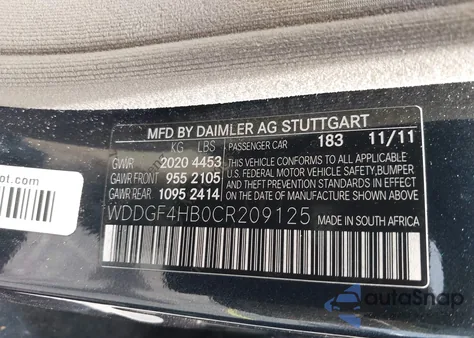 MFD BY DAIMLER AG STUTTGART
KG LBS PASSENGER CAR 183 11/11
GWVR 2020 4453
GAWR FRONT 955 2105
GAWR REAR 1095 2414
THIS VEHICLE CONFORMS TO ALL APPLICABLE
U.S. FEDERAL MOTOR VEHICLE SAFETY, BUMPER
AND THEFT PREVENTION STANDARDS IN EFFECT
ON THE DATE OF MANUFACTURE SHOWN ABOVE.
WDDGF4HB0CR209125
MADE IN SOUTH AFRICA
ot.com
autoSnap